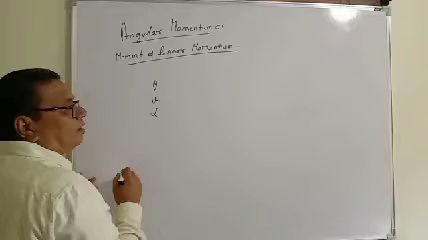 Angular Momentum:
Moment of Linear Momentum
θ
ω
α